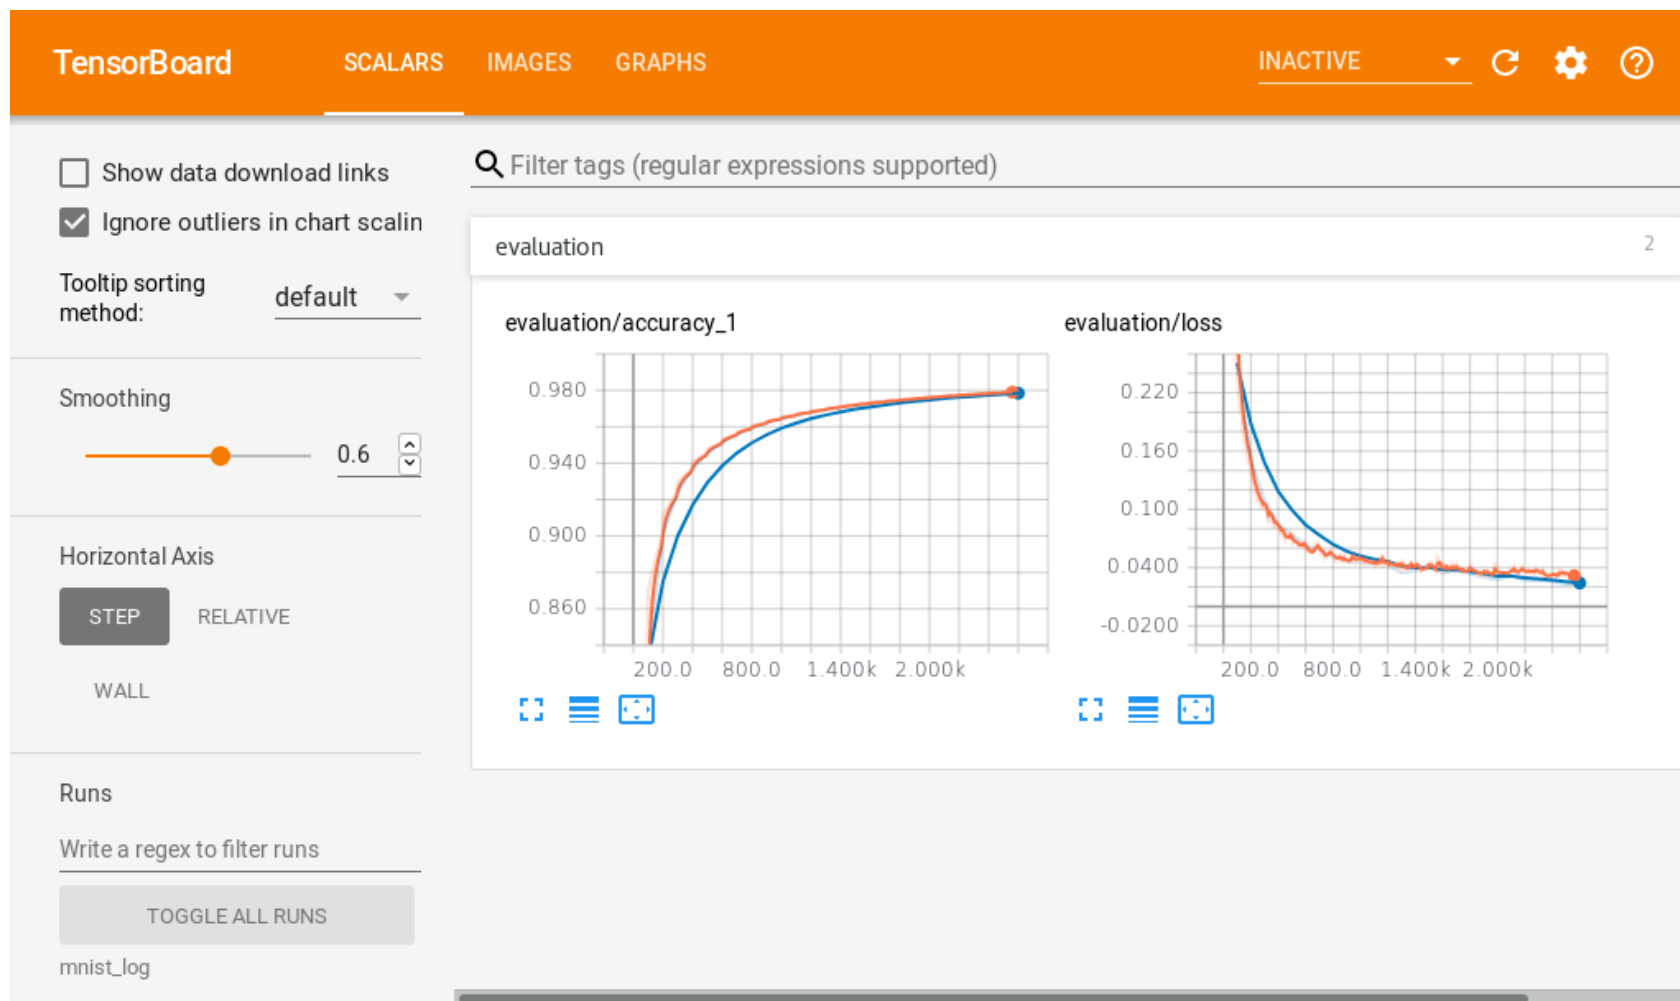 TensorBoard
SCALARS
IMAGES
GRAPHS
INACTIVE
Show data download links
Ignore outliers in chart scalin
Tooltip sorting
method:
default
Smoothing
0.6
Horizontal Axis
STEP
RELATIVE
WALL
Runs
Write a regex to filter runs
TOGGLE ALL RUNS
mnist_log
Filter tags (regular expressions supported)
evaluation
2
evaluation/accuracy_1
0.980
0.940
0.900
0.860
200.0 800.0 1.400k 2.000k
evaluation/loss
0.220
0.160
0.100
0.0400
-0.0200
200.0 800.0 1.400k 2.000k